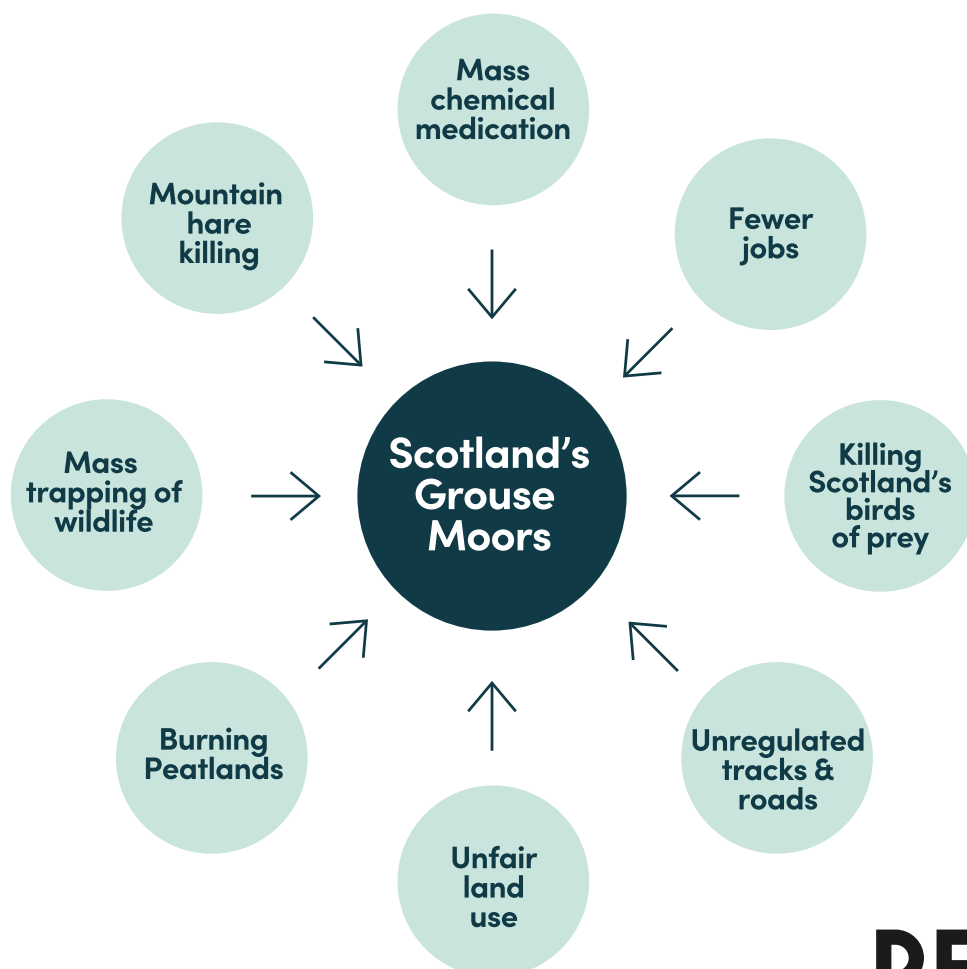 Mass
chemical
medication
Mountain
hare
killing
Fewer
jobs
Scotland's
Grouse
Moors
Mass
trapping of
wildlife
Killing
Scotland's
birds
of prey
Burning
Peatlands
Unregulated
tracks &
roads
Unfair
land
use